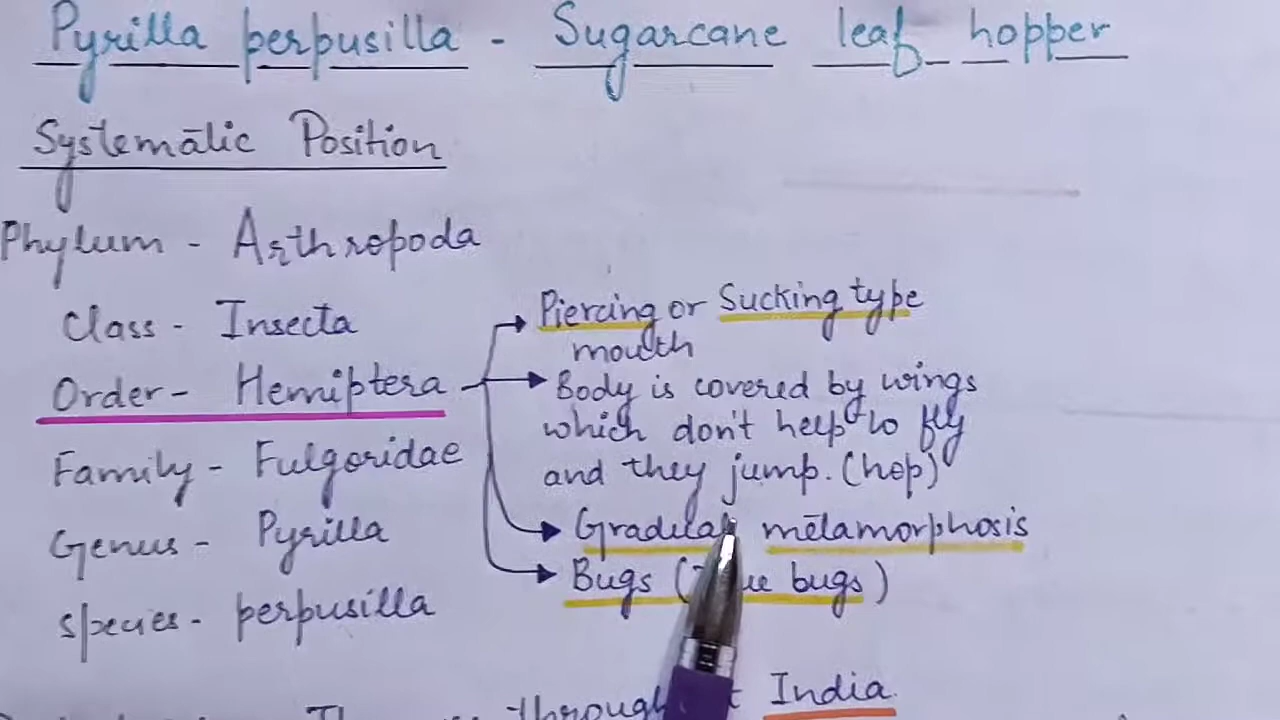 Pyrilla perpusilla - Sugarcane leaf hopper
Systematic Position
Phylum - Arthropoda
Class - Insecta
Order - Hemiptera
Family - Fulgoridae
Genus - Pyrilla
species - perpusilla
Piercing or Sucking type
mouth
Body is covered by wings
which don't help to fly
and they jump. (hop)
Gradual metamorphosis
Bugs (True bugs)
India